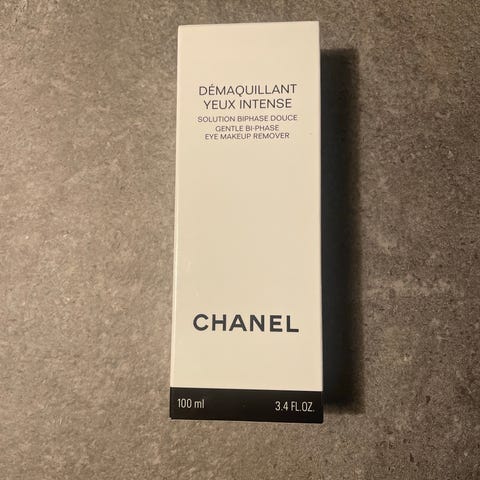 DÉMAQUILLANT
YEUX INTENSE
SOLUTION BIPHASE DOUCE
GENTLE BI-PHASE
EYE MAKEUP REMOVER
CHANEL
100 ml 3.4 FL.OZ.